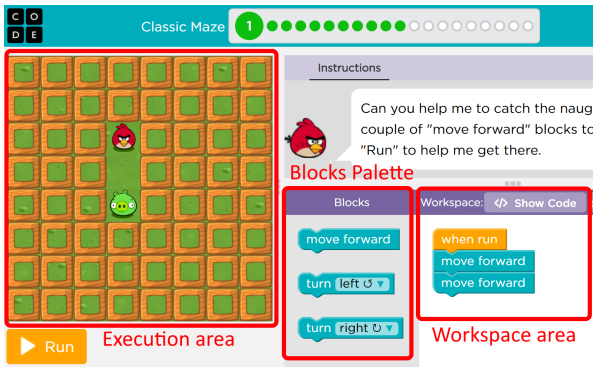 C O
D E
Classic Maze
1
Instructions
Can you help me to catch the naug
couple of "move forward" blocks to
"Run" to help me get there.
Blocks Palette
Blocks
Workspace:
</> Show Code
move forward
turn left ↺ ▼
turn right ↻ ▼
when run
move forward
move forward
Run
Execution area
Workspace area